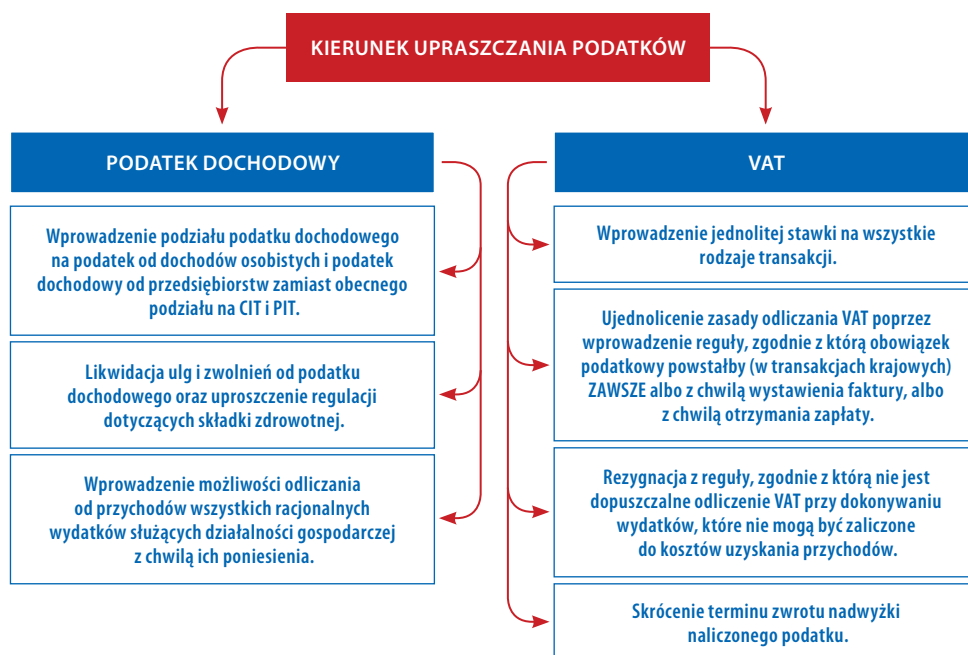 KIERUNEK UPRASZCZANIA PODATKÓW
PODATEK DOCHODOWY
Wprowadzenie podziału podatku dochodowego
na podatek od dochodów osobistych i podatek
dochodowy od przedsiębiorstw zamiast obecnego
podziału na CIT i PIT.
Likwidacja ulg i zwolnień od podatku
dochodowego oraz uproszczenie regulacji
dotyczących składki zdrowotnej.
Wprowadzenie możliwości odliczania
od przychodów wszystkich racjonalnych
wydatków służących działalności gospodarczej
z chwilą ich poniesienia.
VAT
Wprowadzenie jednolitej stawki na wszystkie
rodzaje transakcji.
Ujednolicenie zasady odliczania VAT poprzez
wprowadzenie reguły, zgodnie z którą obowiązek
podatkowy powstałby (w transakcjach krajowych)
ZAWSZE albo z chwilą wystawienia faktury, albo
z chwilą otrzymania zapłaty.
Rezygnacja z reguły, zgodnie z którą nie jest
dopuszczalne odliczenie VAT przy dokonywaniu
wydatków, które nie mogą być zaliczone
do kosztów uzyskania przychodów.
Skrócenie terminu zwrotu nadwyżki
naliczonego podatku.